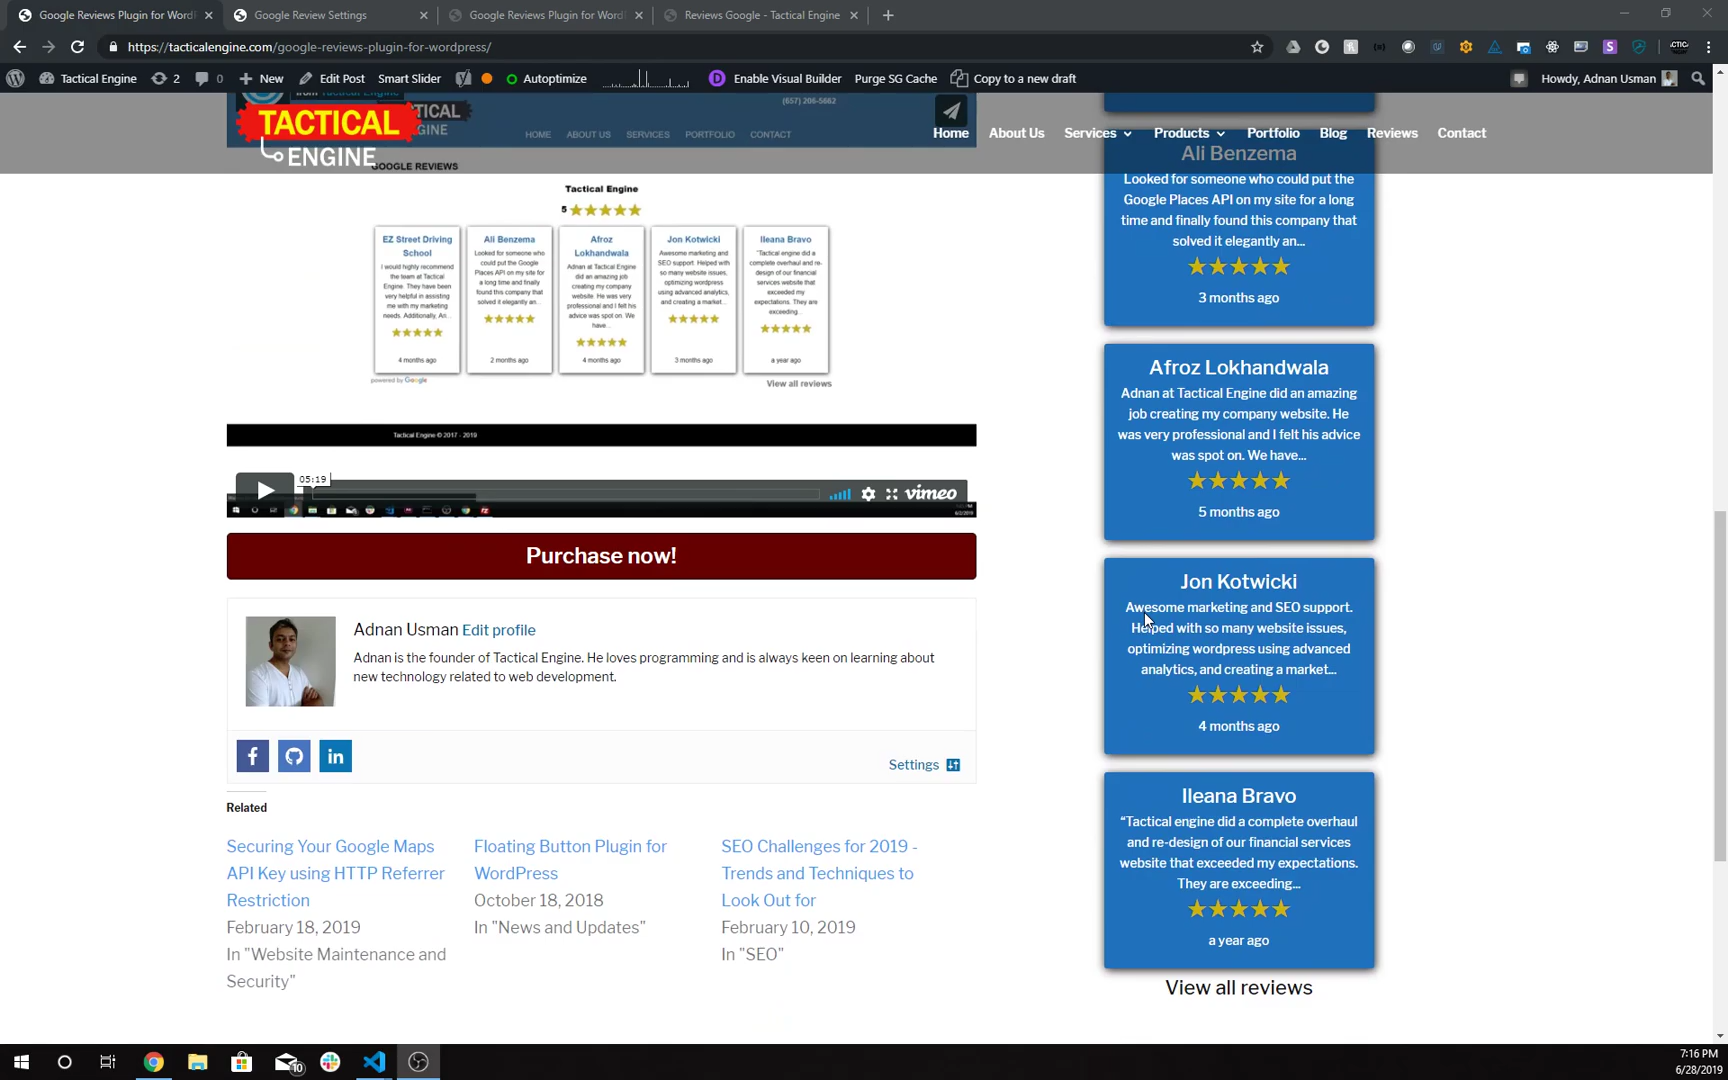 Google Reviews Plugin for Word
Google Review Settings
Google Reviews Plugin for Word
Reviews Google - Tactical Engine
https://tacticalengine.com/google-reviews-plugin-for-wordpress/
Tactical Engine
2
0
New
Edit Post
Smart Slider
Autoptimize
Enable Visual Builder
Purge SG Cache
Copy to a new draft
Howdy, Adnan Usman
TACTICAL
ENGINE
(657) 206-5662
HOME
ABOUT US
SERVICES
PORTFOLIO
CONTACT
Home
About Us
Services
Products
Portfolio
Blog
Reviews
Contact
GOOGLE REVIEWS
Tactical Engine
5
EZ Street Driving
School
I would highly recommend
the team at Tactical
Engine. They have been
very helpful in assisting
me with my marketing
needs. Additionally, An...
4 months ago
Ali Benzema
Looked for someone who
could put the Google
Places API on my site for
a long time and finally
found this company that
solved it elegantly an...
2 months ago
Afroz
Lokhandwala
Adnan at Tactical Engine
did an amazing job
creating my company
website. He was very
professional and I felt his
advice was spot on. We
have...
4 months ago
Jon Kotwicki
Awesome marketing and
SEO support. Helped with
so many website issues,
optimizing wordpress
using advanced analytics,
and creating a market...
3 months ago
Ileana Bravo
"Tactical engine did a
complete overhaul and re-
design of our financial
services website that
exceeded my
expectations. They are
exceeding...
a year ago
powered by Google
View all reviews
Tactical Engine © 2017 - 2019
05:19
vimeo
Purchase now!
Adnan Usman Edit profile
Adnan is the founder of Tactical Engine. He loves programming and is always keen on learning about
new technology related to web development.
Settings
Related
Securing Your Google Maps
API Key using HTTP Referrer
Restriction
February 18, 2019
In "Website Maintenance and
Security"
Floating Button Plugin for
WordPress
October 18, 2018
In "News and Updates"
SEO Challenges for 2019 -
Trends and Techniques to
Look Out for
February 10, 2019
In "SEO"
Ali Benzema
Looked for someone who could put the
Google Places API on my site for a long
time and finally found this company that
solved it elegantly an...
3 months ago
Afroz Lokhandwala
Adnan at Tactical Engine did an amazing
job creating my company website. He
was very professional and I felt his advice
was spot on. We have...
5 months ago
Jon Kotwicki
Awesome marketing and SEO support.
Helped with so many website issues,
optimizing wordpress using advanced
analytics, and creating a market...
4 months ago
Ileana Bravo
“Tactical engine did a complete overhaul
and re-design of our financial services
website that exceeded my expectations.
They are exceeding...
a year ago
View all reviews
10
7:16 PM
6/28/2019